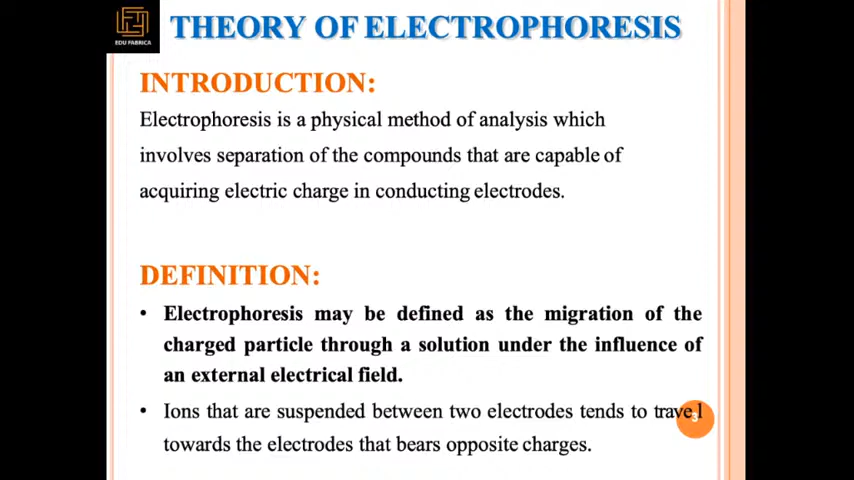 EDU FABRICA
THEORY OF ELECTROPHORESIS
INTRODUCTION:
Electrophoresis is a physical method of analysis which
involves separation of the compounds that are capable of
acquiring electric charge in conducting electrodes.
DEFINITION:
• Electrophoresis may be defined as the migration of the
charged particle through a solution under the influence of
an external electrical field.
• Ions that are suspended between two electrodes tends to travel
3
towards the electrodes that bears opposite charges.